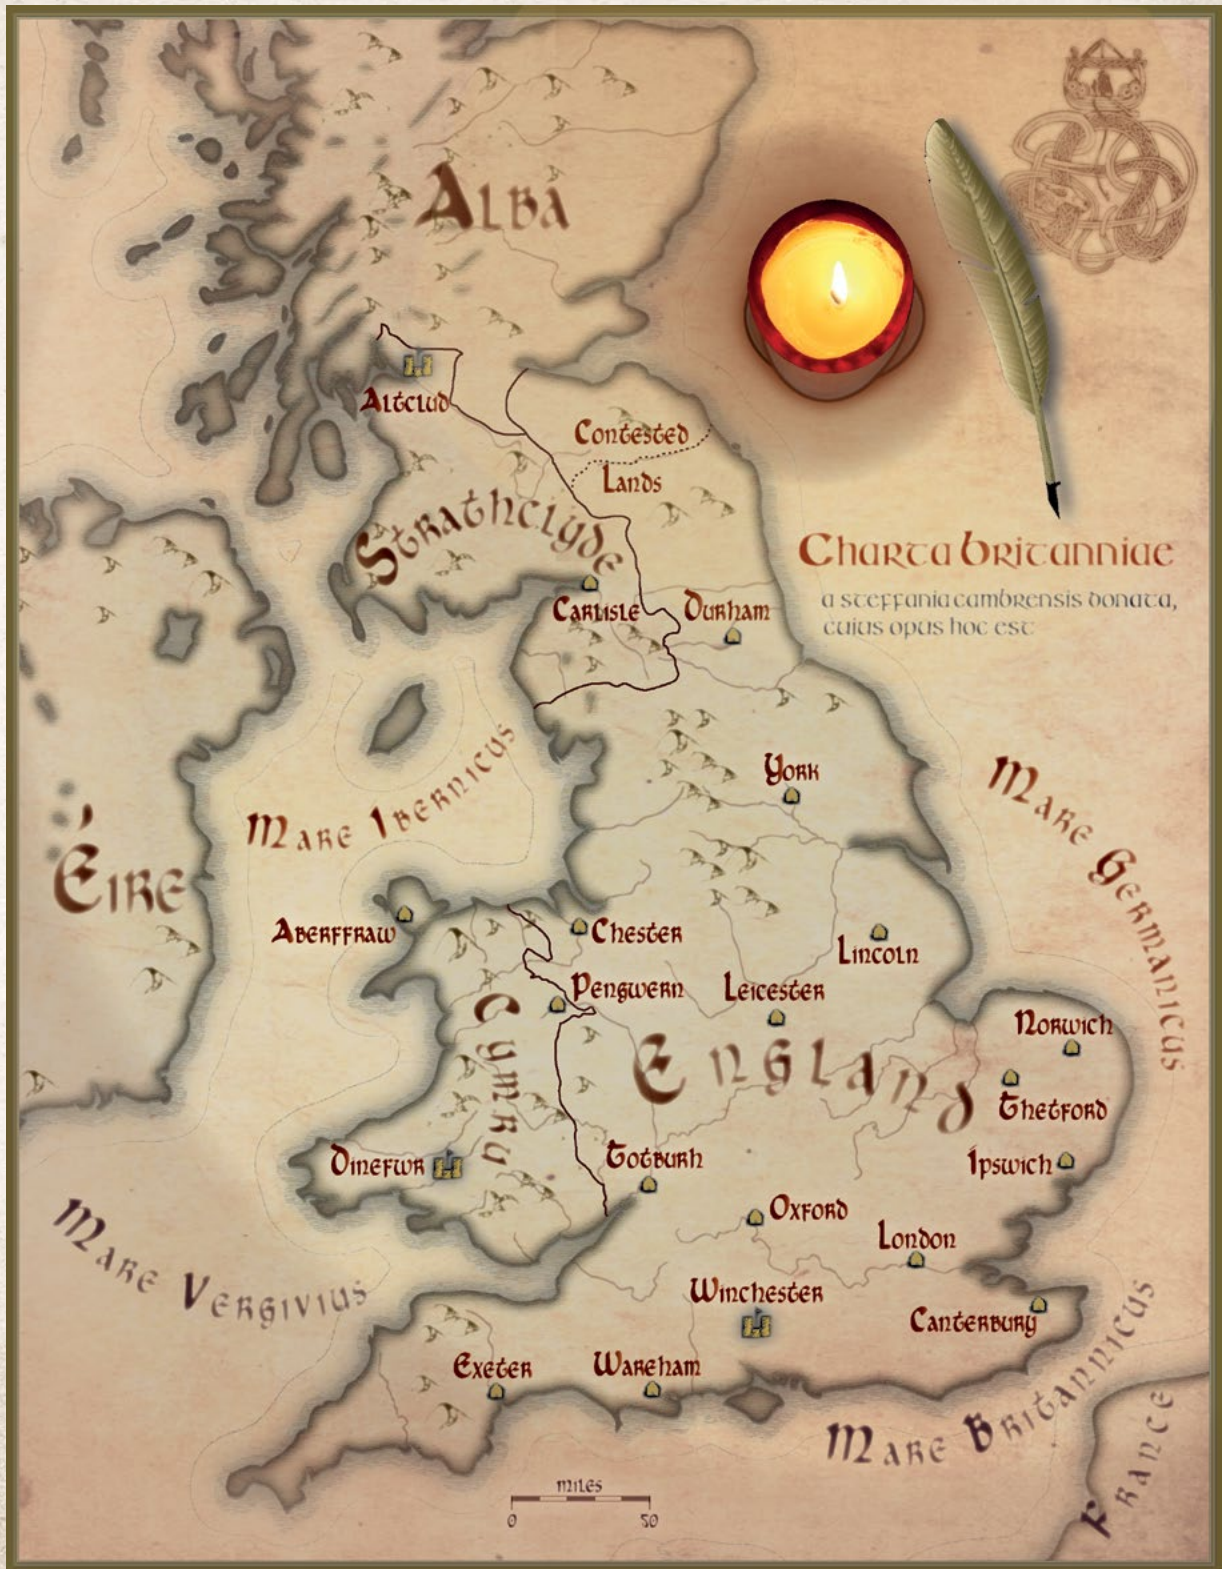 Alba
Altclud
Contested
Lands
Strathclyde
Charta britanniae
a steffania cambrensis donata,
cuius opus hoc est
Carlisle
Durham
Mare Ibernicus
York
Mare Germanicus
Éire
Aberffraw
Chester
Lincoln
Pengwern
Leicester
Cymru
Norwich
England
Thetford
Dinefwr
Totburh
Ipswich
Oxford
London
Mare Vergivius
Winchester
Canterbury
Exeter
Wareham
Mare Britannicus
France
miles
0 50